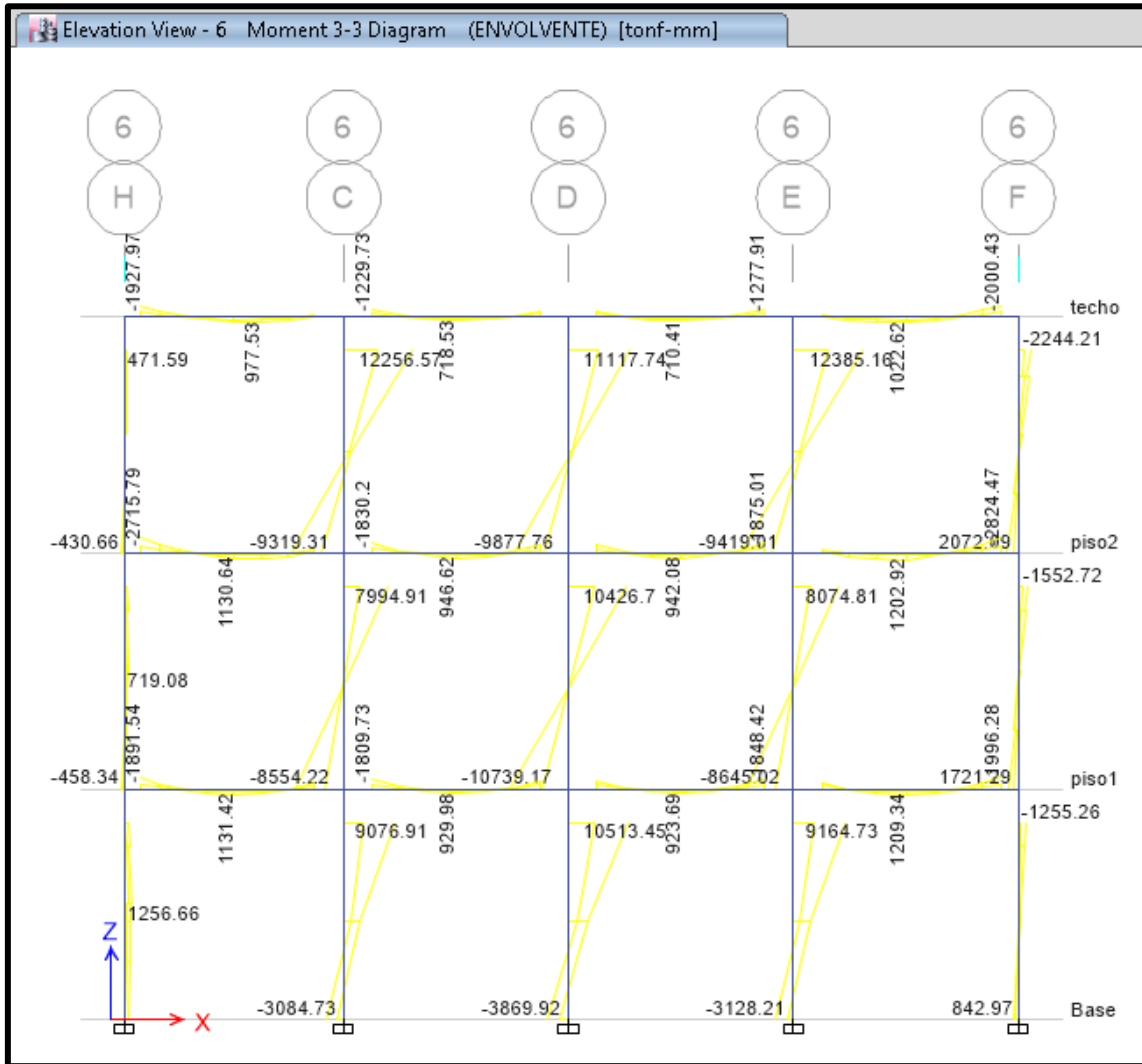 Elevation View - 6 Moment 3-3 Diagram (ENVOLVENTE) [tonf-mm]
6 6 6 6 6
H C D E F
-1927.97 -1229.73 -1277.91 -2000.43
techo
-2244.21
471.59 977.53 12256.57 718.53 11117.74 710.41 12385.16 1022.62
-2715.79 -1830.2 -1875.01 -2824.47
-430.66 -9319.31 -9877.76 -9419.01 piso2
-1552.72
1130.64 7994.91 946.62 10426.7 942.08 8074.81 1202.92
719.08
-1891.54 -1809.73 -1848.42
-458.34 -8554.22 -10739.17 -8645.02 1721.29 piso1
-1255.26
1131.42 9076.91 929.98 10513.45 923.69 9164.73 1209.34
1256.66
Z
X
-3084.73 -3869.92 -3128.21 842.97 Base